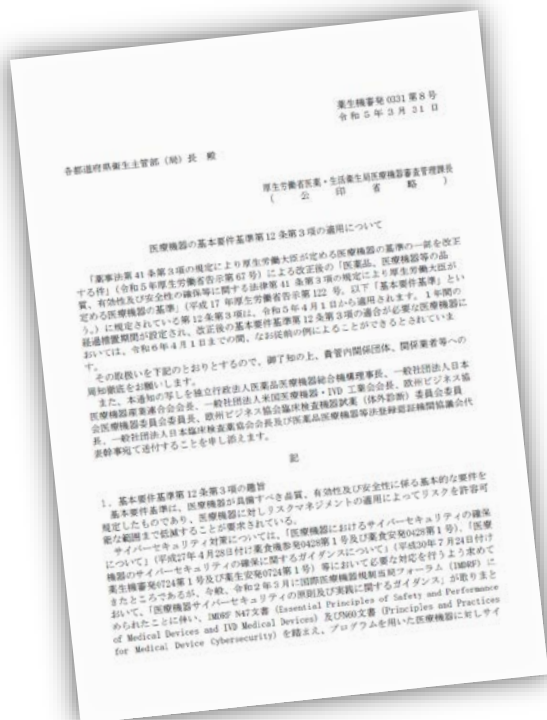 薬生機審発 0331 第8号
令和5年3月31日
各都道府県衛生主管部（局）長 殿
厚生労働省医薬・生活衛生局医療機器審査管理課長
（ 公 印 省 略 ）
医療機器の基本要件基準第12条第3項の適用について
「薬事法第41条第3項の規定により厚生労働大臣が定める医療機器の基準の一部を改正
する件」（令和5年厚生労働省告示第67号）による改正後の「医薬品、医療機器等の品
質、有効性及び安全性の確保等に関する法律第41条第3項の規定により厚生労働大臣が
定める医療機器の基準」（平成17年厚生労働省告示第122号。以下「基本要件基準」とい
う。）に規定されている第12条第3項は、令和5年4月1日から適用されます。1年間の
経過措置期間が設定され、改正後の基本要件基準第12条第3項の適合が必要な医療機器に
おいては、令和6年4月1日までの間、なお従前の例によることができるとされていま
す。
その取扱いを下記のとおりとするので、御了知の上、貴管内関係団体、関係業者等への
周知徹底をお願いします。
また、本通知の写しを独立行政法人医薬品医療機器総合機構理事長、一般社団法人日本
医療機器産業連合会会長、一般社団法人米国医療機器・IVD工業会会長、欧州ビジネス協
会医療機器委員会委員長、欧州ビジネス協会臨床検査機器試薬（体外診断）委員会委員
長、一般社団法人日本臨床検査薬協会会長及び医薬品医療機器等法登録認証機関協議会代
表幹事宛て送付することを申し添えます。
記
1．基本要件基準第12条第3項の趣旨
基本要件基準は、医療機器が具備すべき品質、有効性及び安全性に係る基本的な要件を
規定したものであり、医療機器に対しリスクマネジメントの適用によってリスクを許容可
能な範囲まで低減することが要求されている。
サイバーセキュリティ対策については、「医療機器におけるサイバーセキュリティの確保
について」（平成27年4月28日付け薬食機参発0428第1号及び薬食安発0428第1号）、「医療
機器のサイバーセキュリティの確保に関するガイダンスについて」（平成30年7月24日付け
薬生機審発0724第1号及び薬生安発0724第1号）等において必要な対応を行うよう求めて
きたところであるが、今般、令和2年3月に国際医療機器規制当局フォーラム（IMDRF）に
おいて、「医療機器サイバーセキュリティの原則及び実践に関するガイダンス」が取りまと
められたことに伴い、IMDRF N47文書（Essential Principles of Safety and Performance
of Medical Devices and IVD Medical Devices）及びN60文書（Principles and Practices
for Medical Device Cybersecurity）を踏まえ、プログラムを用いた医療機器に対しサイ